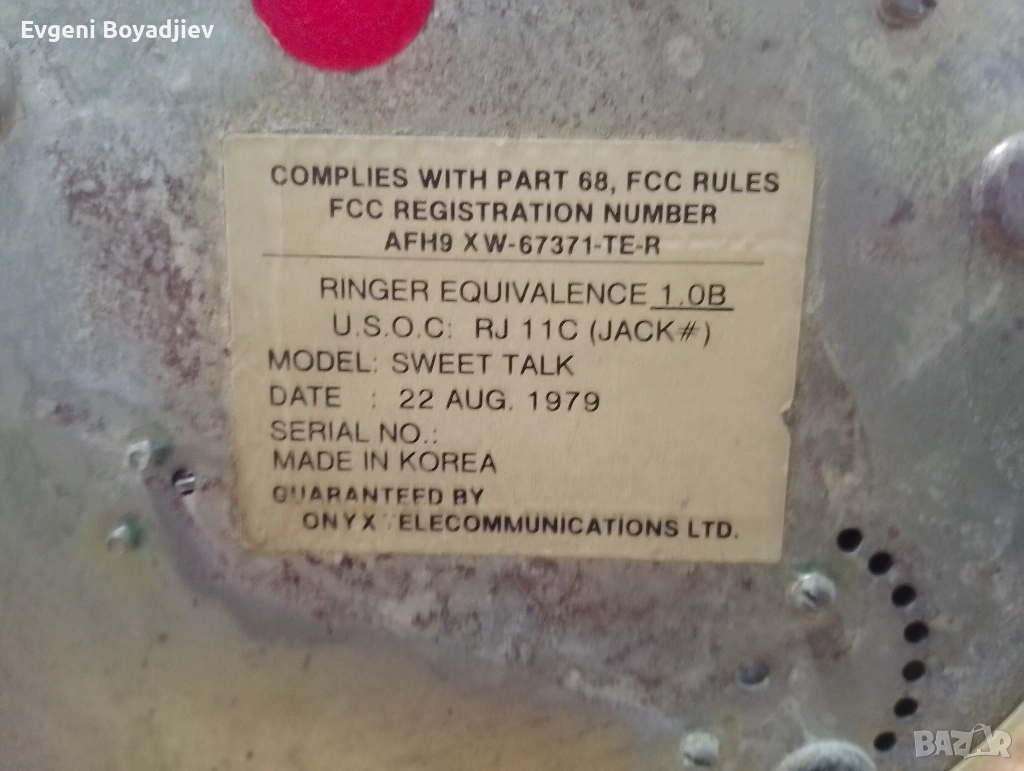 Evgeni Boyadjiev
COMPLIES WITH PART 68, FCC RULES
FCC REGISTRATION NUMBER
AFH9 XW-67371-TE-R
RINGER EQUIVALENCE 1.0B
U.S.O.C: RJ 11C (JACK#)
MODEL: SWEET TALK
DATE : 22 AUG. 1979
SERIAL NO.:
MADE IN KOREA
GUARANTEED BY
ONYX TELECOMMUNICATIONS LTD.
BAZAR